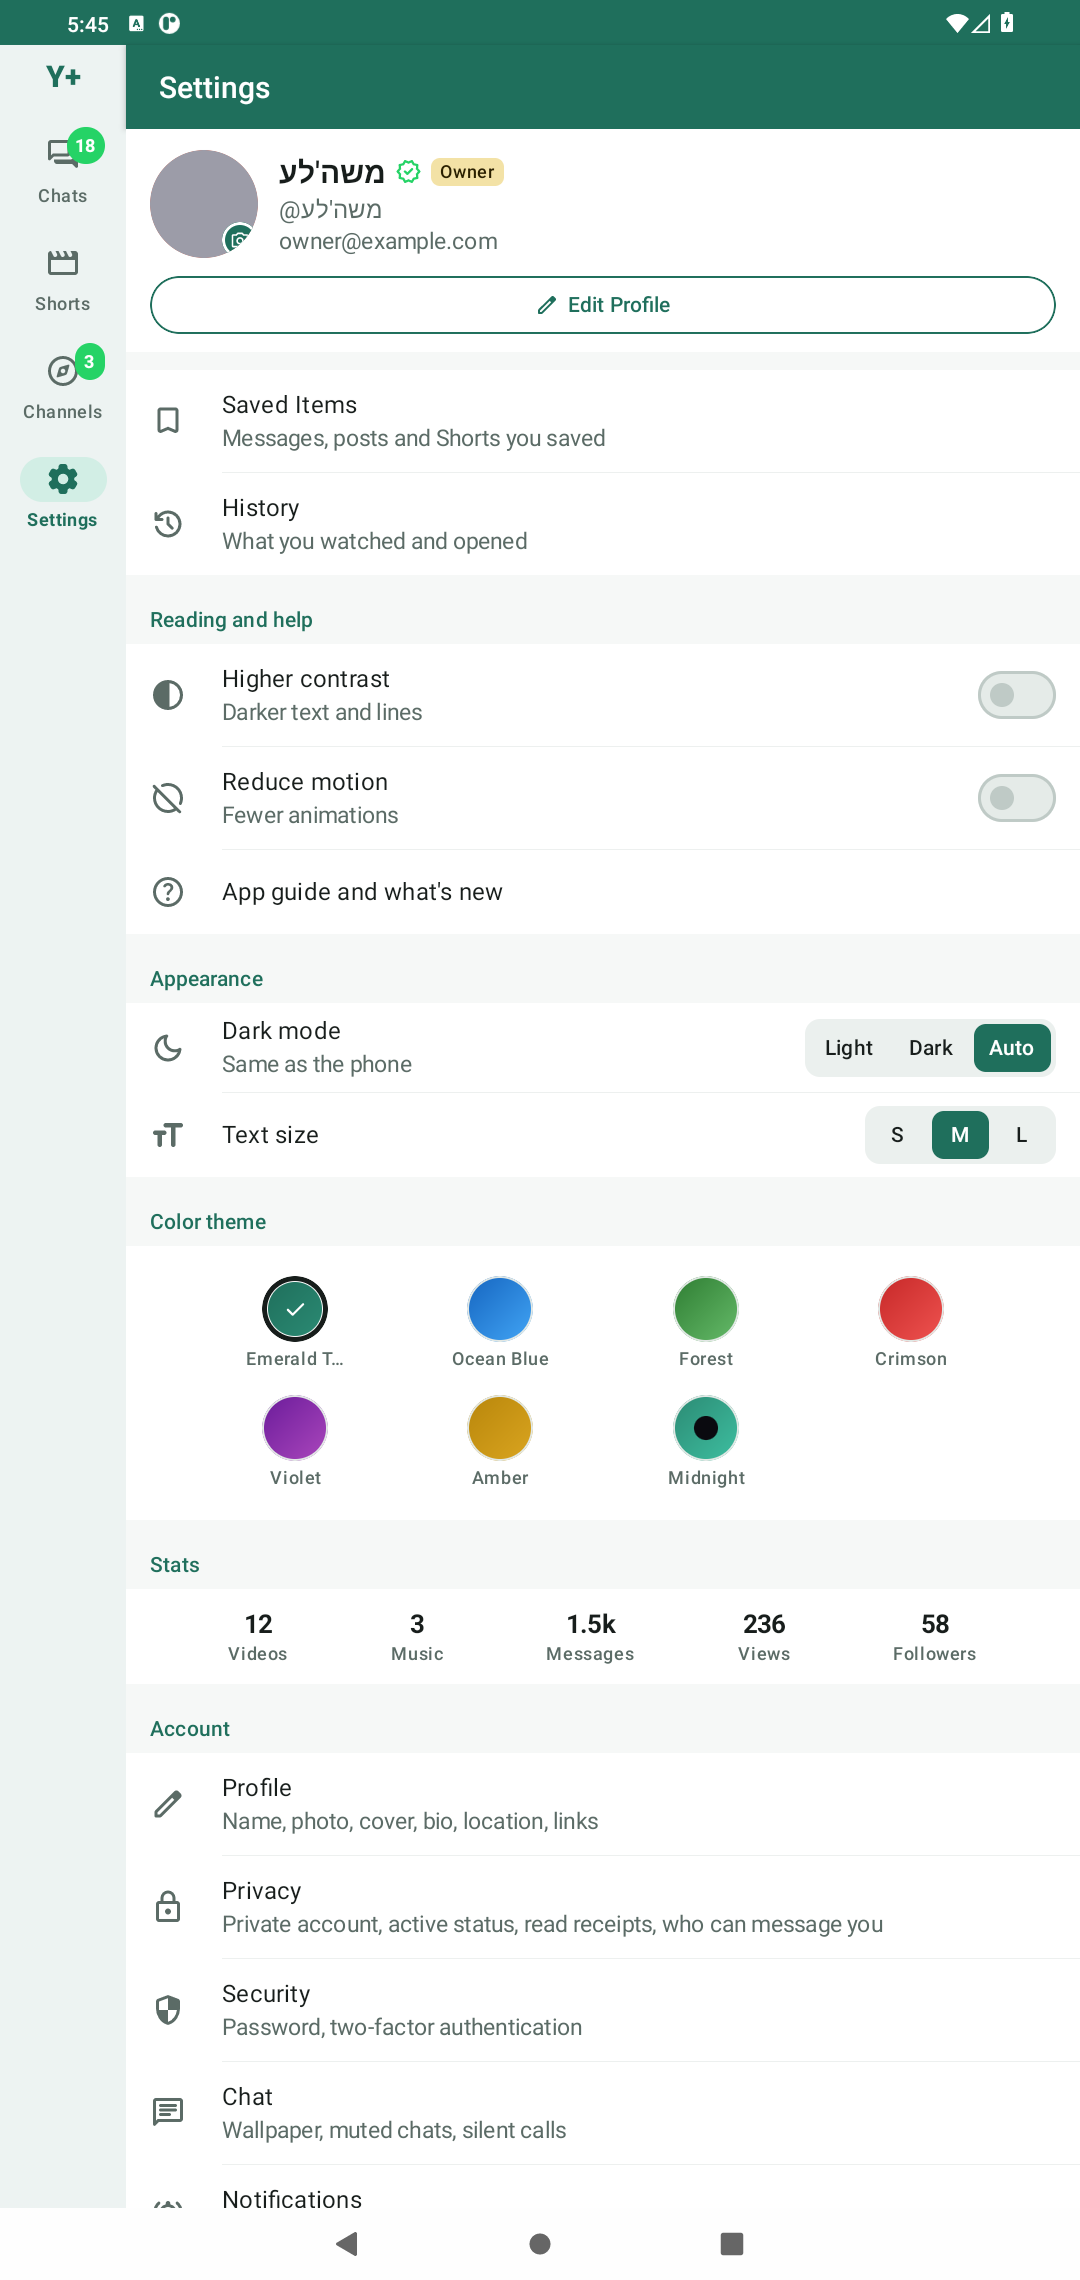 5:45
Y+
Settings
18
Chats
Shorts
3
Channels
Settings
משה'לע
Owner
@משה'לע
owner@example.com
Edit Profile
Saved Items
Messages, posts and Shorts you saved
History
What you watched and opened
Reading and help
Higher contrast
Darker text and lines
Reduce motion
Fewer animations
App guide and what's new
Appearance
Dark mode
Same as the phone
Light Dark Auto
Text size
S M L
Color theme
Emerald T...
Ocean Blue
Forest
Crimson
Violet
Amber
Midnight
Stats
12 3 1.5k 236 58
Videos Music Messages Views Followers
Account
Profile
Name, photo, cover, bio, location, links
Privacy
Private account, active status, read receipts, who can message you
Security
Password, two-factor authentication
Chat
Wallpaper, muted chats, silent calls
Notifications